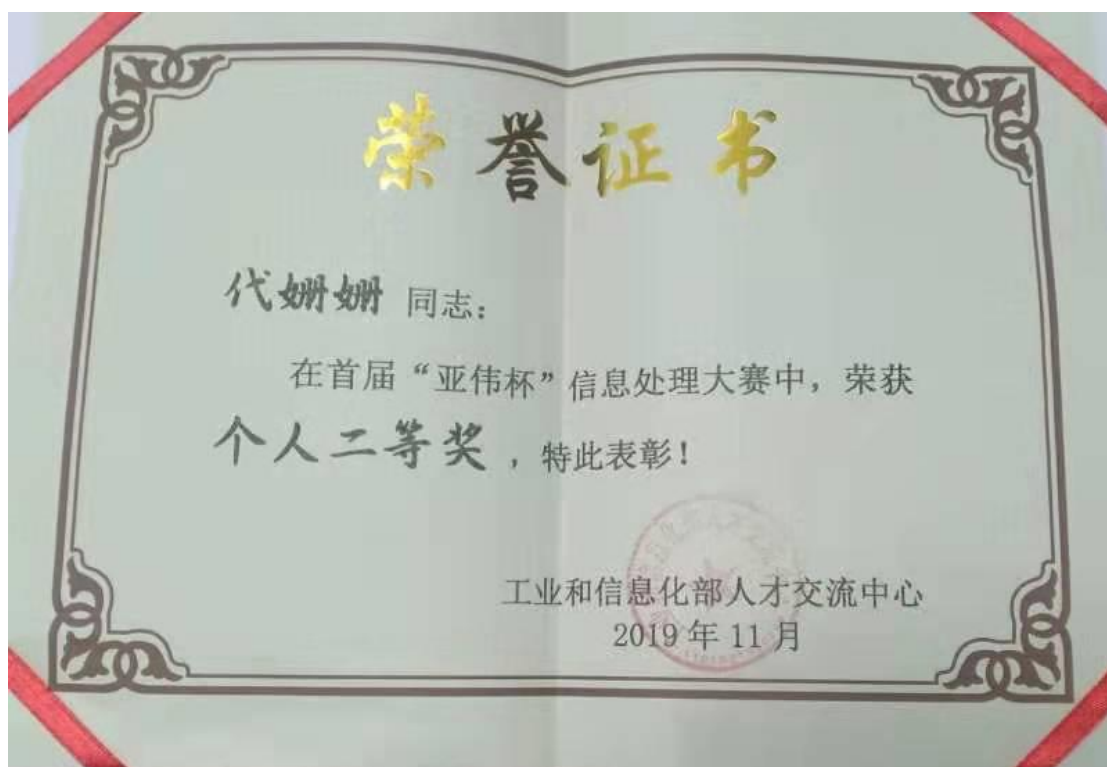 荣誉证书
代姗姗 同志：
在首届“亚伟杯”信息处理大赛中，荣获
个人二等奖，特此表彰！
工业和信息化部人才交流中心
2019年11月